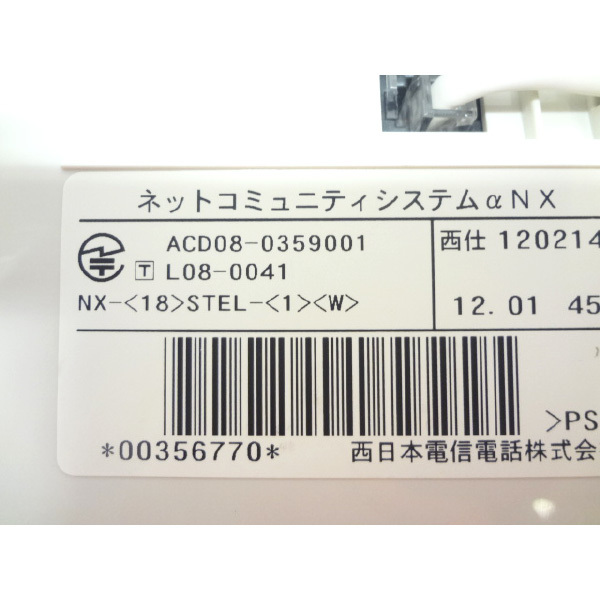 ネットコミュニティシステムαNX
ACD08-0359001
西仕 120214
T L08-0041
NX-<18>STEL-<1><W>
12.01 45
>PS
*00356770*
西日本電信電話株式会